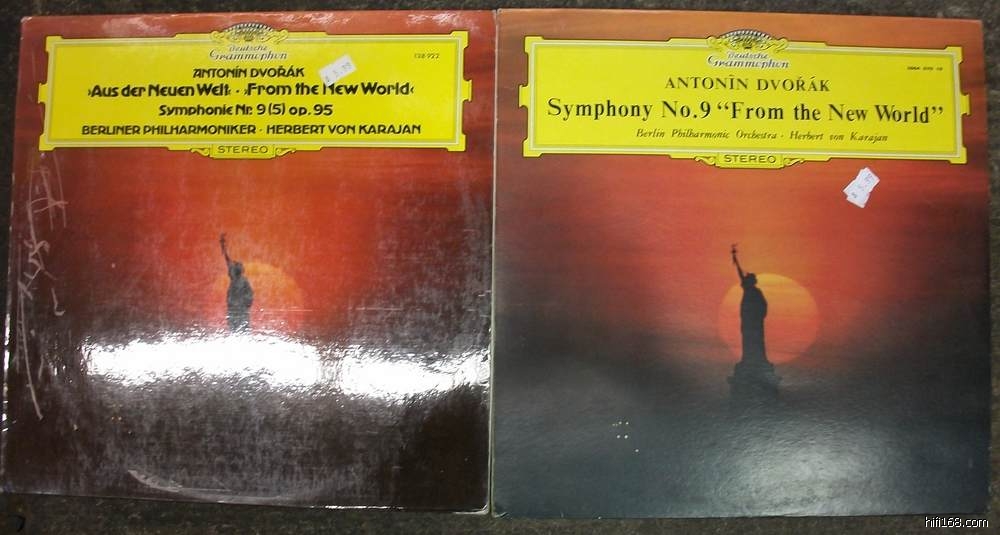 Deutsche
Grammophon
138 922
ANTONÍN DVOŘÁK
›Aus der Neuen Welt‹ · ›From the New World‹
Symphonie Nr. 9 (5) op. 95
BERLINER PHILHARMONIKER · HERBERT VON KARAJAN
STEREO
Deutsche
Grammophon
ANTONÍN DVOŘÁK
Symphony No. 9 “From the New World”
Berlin Philharmonic Orchestra · Herbert von Karajan
STEREO
hifi168.com